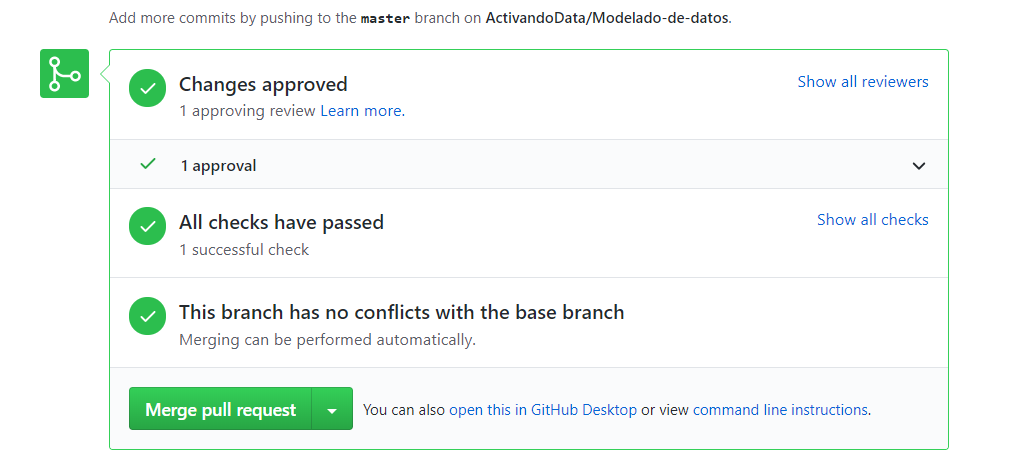 Add more commits by pushing to the master branch on ActivandoData/Modelado-de-datos.
Changes approved
Show all reviewers
1 approving review Learn more.
1 approval
All checks have passed
Show all checks
1 successful check
This branch has no conflicts with the base branch
Merging can be performed automatically.
Merge pull request
You can also open this in GitHub Desktop or view command line instructions.